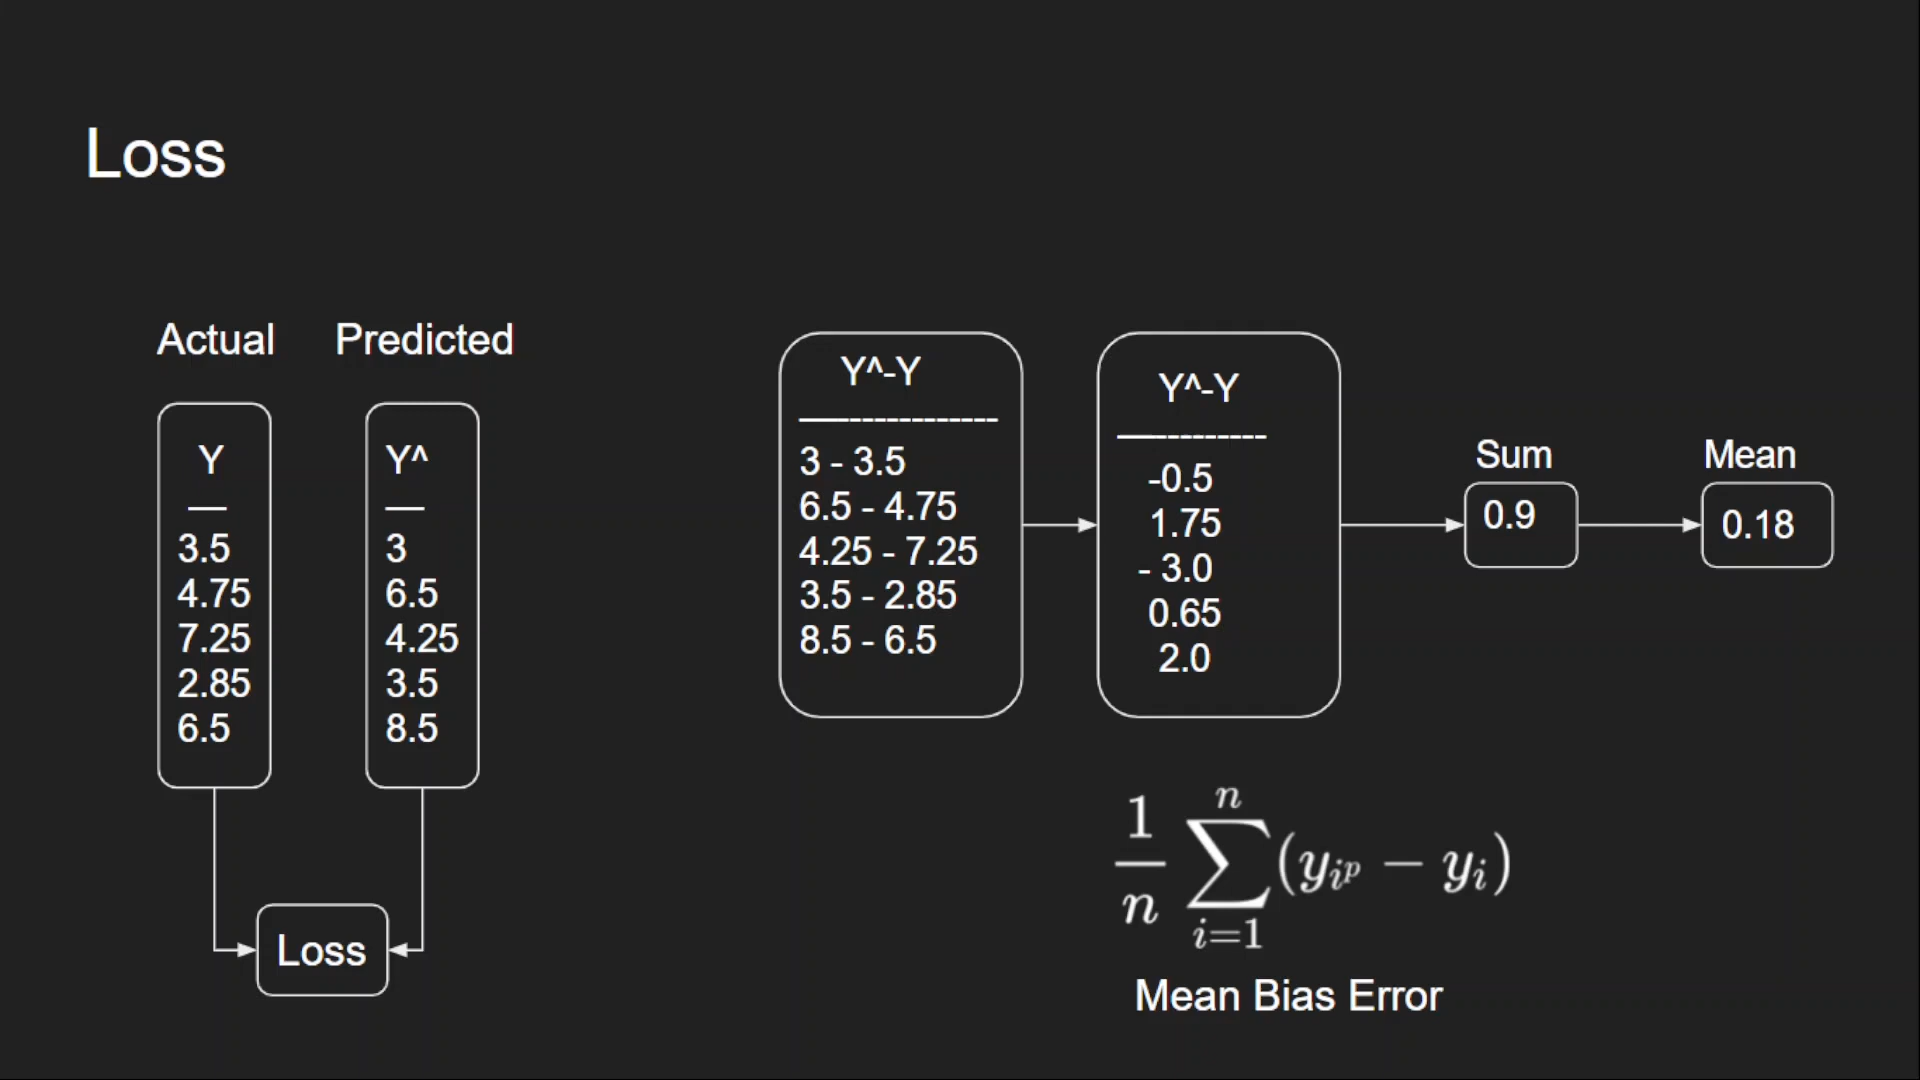 Loss
Actual
Predicted
Y
—
3.5
4.75
7.25
2.85
6.5
Y^
—
3
6.5
4.25
3.5
8.5
Loss
Y^-Y
—---------------
3 - 3.5
6.5 - 4.75
4.25 - 7.25
3.5 - 2.85
8.5 - 6.5
Y^-Y
—-----------
-0.5
1.75
- 3.0
0.65
2.0
Sum
0.9
Mean
0.18
\frac{1}{n} \sum_{i=1}^{n} (y_{i^p} - y_i)
Mean Bias Error